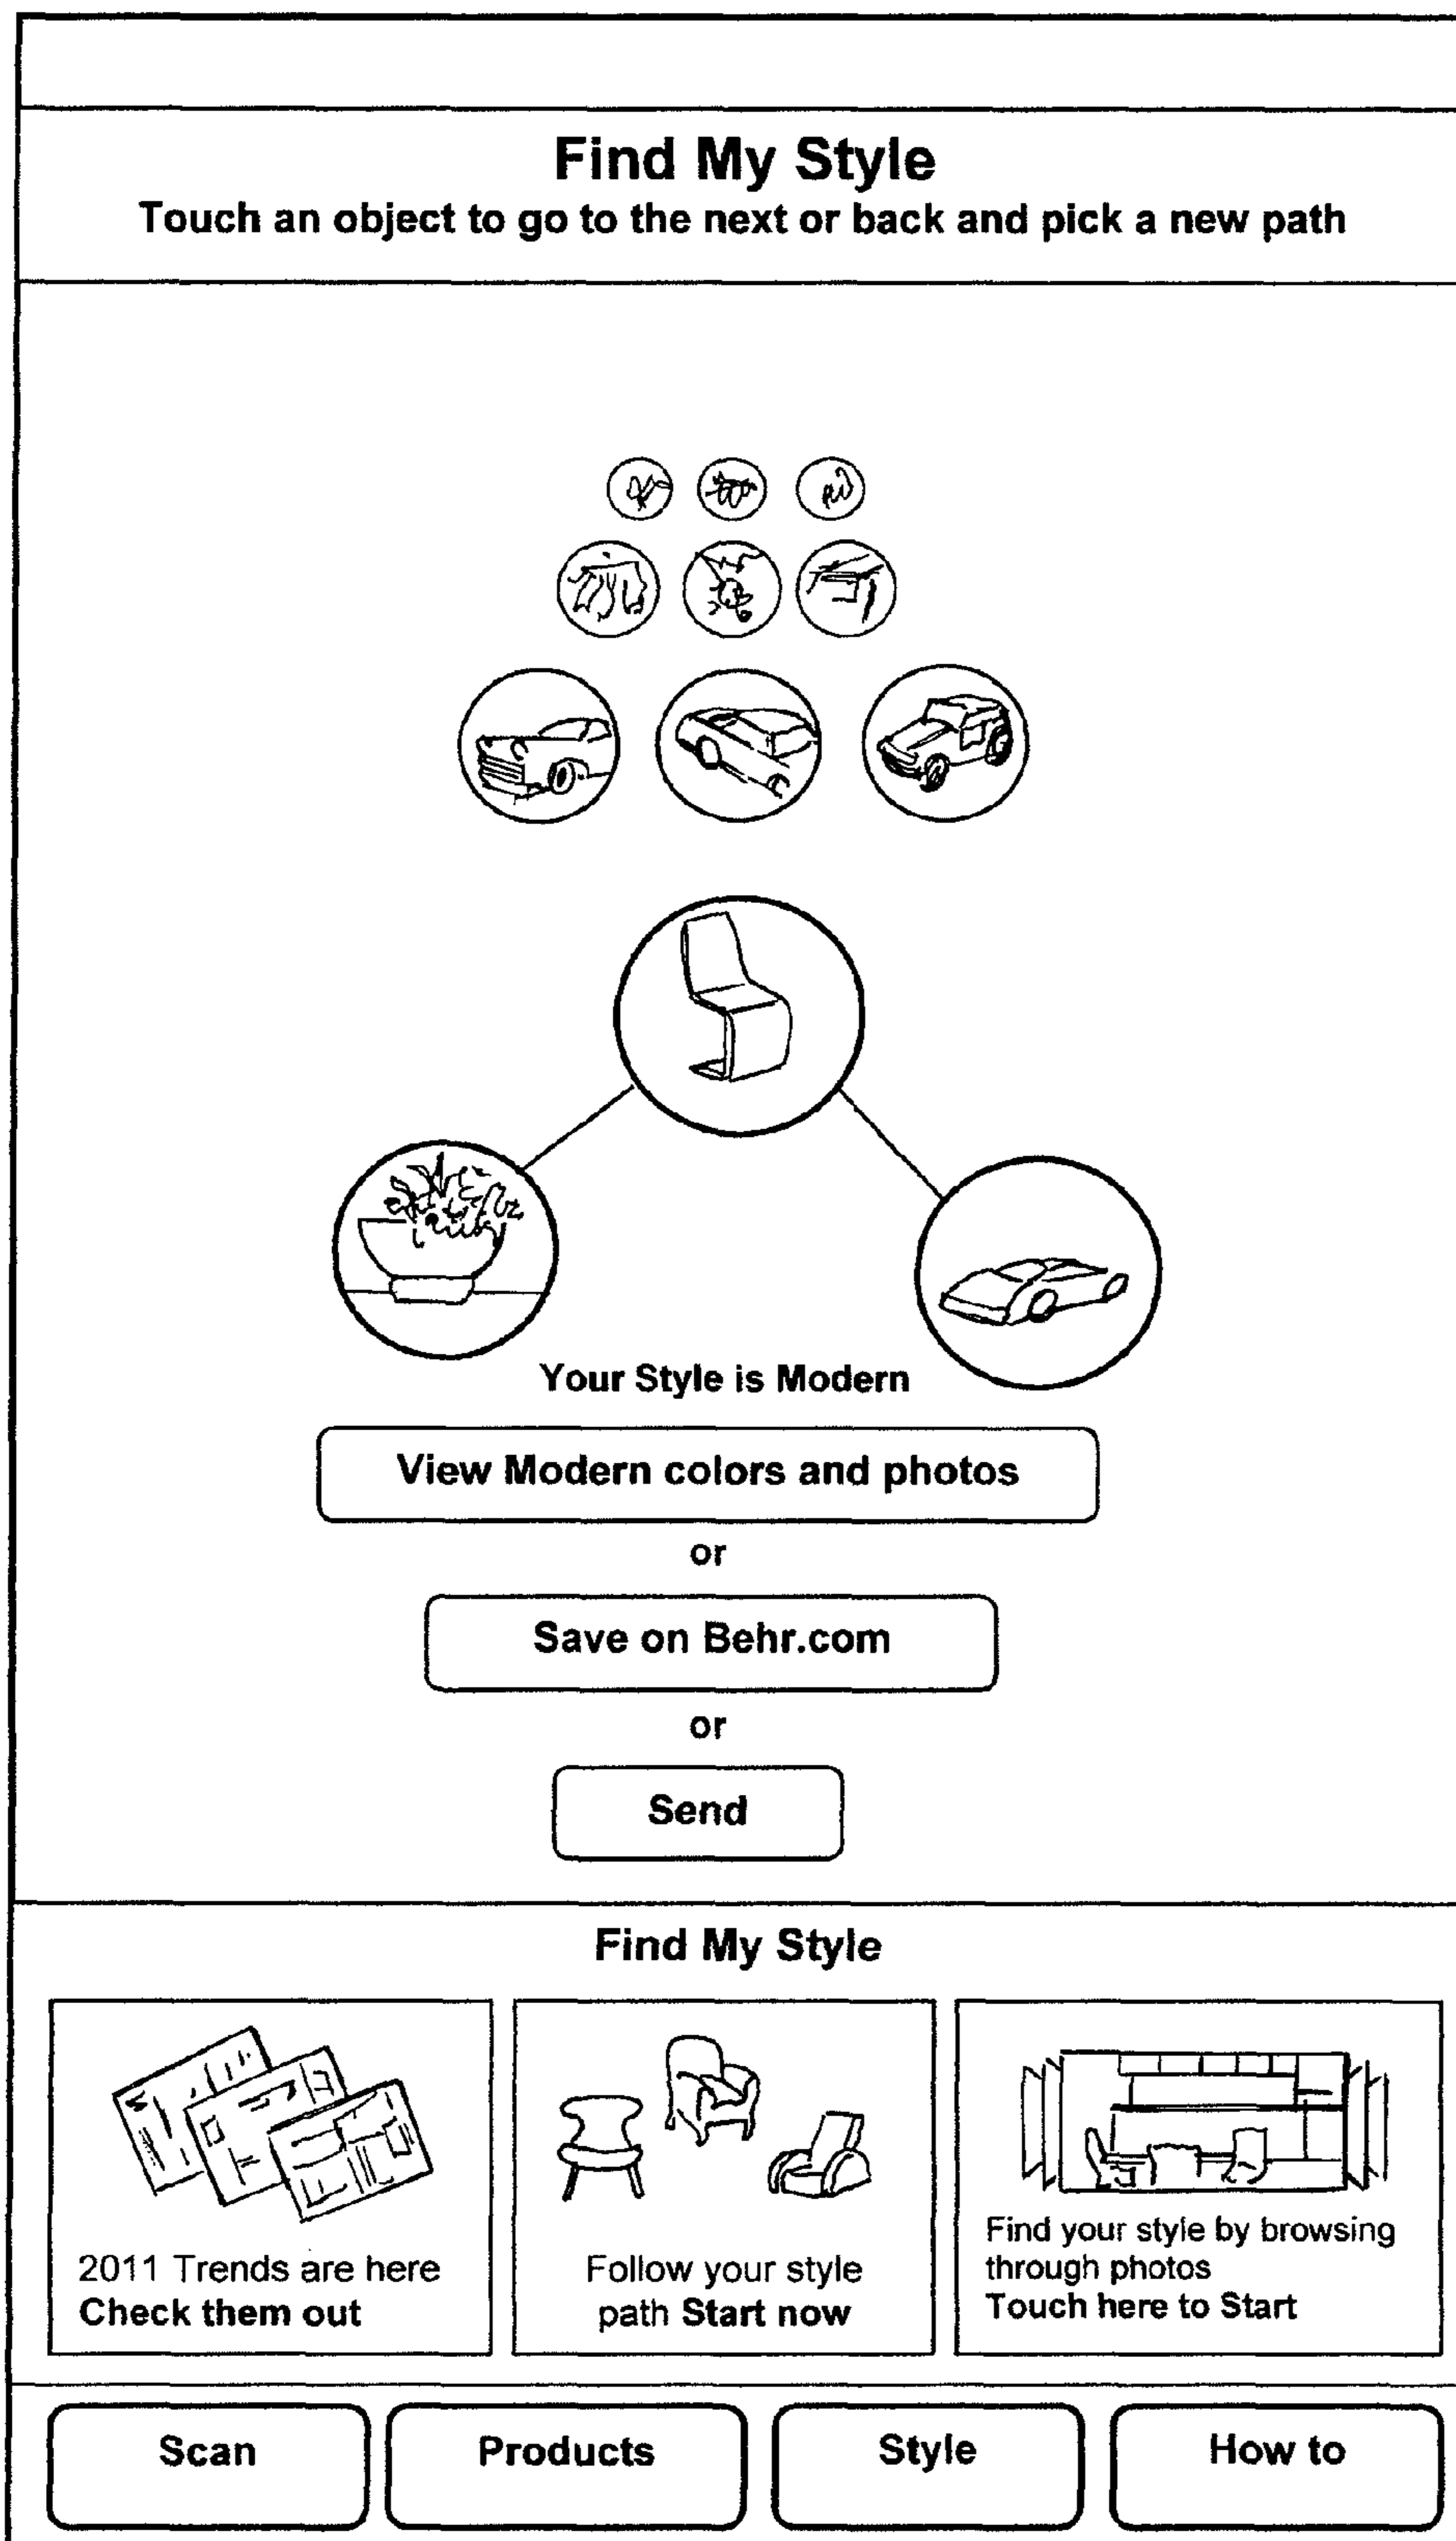 Find My Style
Touch an object to go to the next or back and pick a new path
Your Style is Modern
View Modern colors and photos
or
Save on Behr.com
or
Send
Find My Style
2011 Trends are here
Check them out
Follow your style
path Start now
Find your style by browsing
through photos
Touch here to Start
Scan
Products
Style
How to